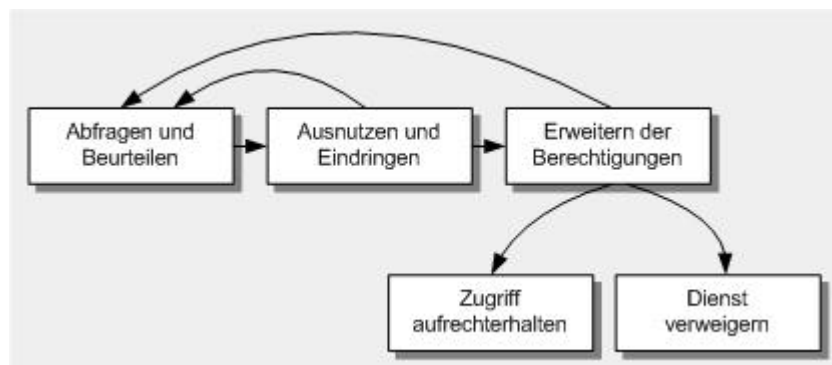 Abfragen und
Beurteilen
Ausnutzen und
Eindringen
Erweitern der
Berechtigungen
Zugriff
aufrechterhalten
Dienst
verweigern